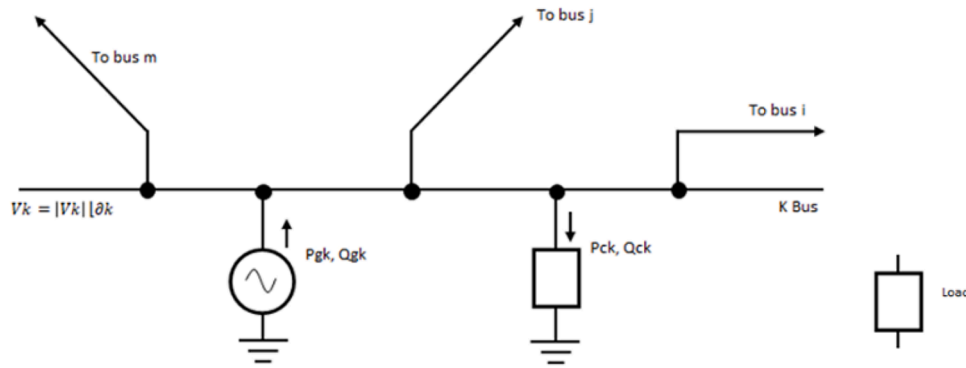 To bus j
To bus m
To bus i
Vk = |Vk| ⌊∂k
K Bus
Pgk, Qgk
Pck, Qck
Load